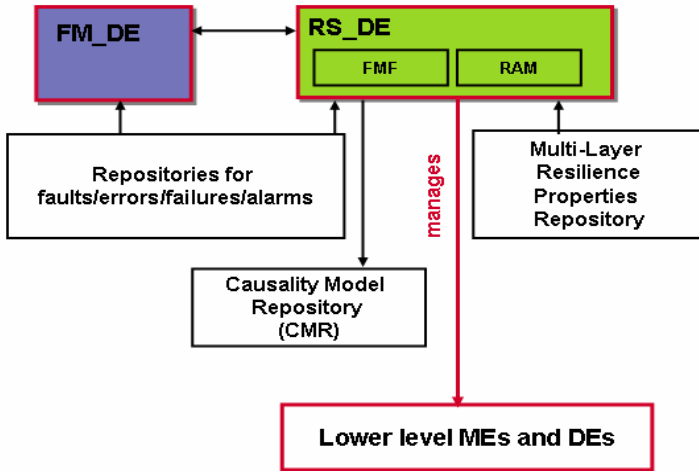 FM_DE
RS_DE
FMF
RAM
Repositories for
faults/errors/failures/alarms
manages
Multi-Layer
Resilience
Properties
Repository
Causality Model
Repository
(CMR)
Lower level MEs and DEs